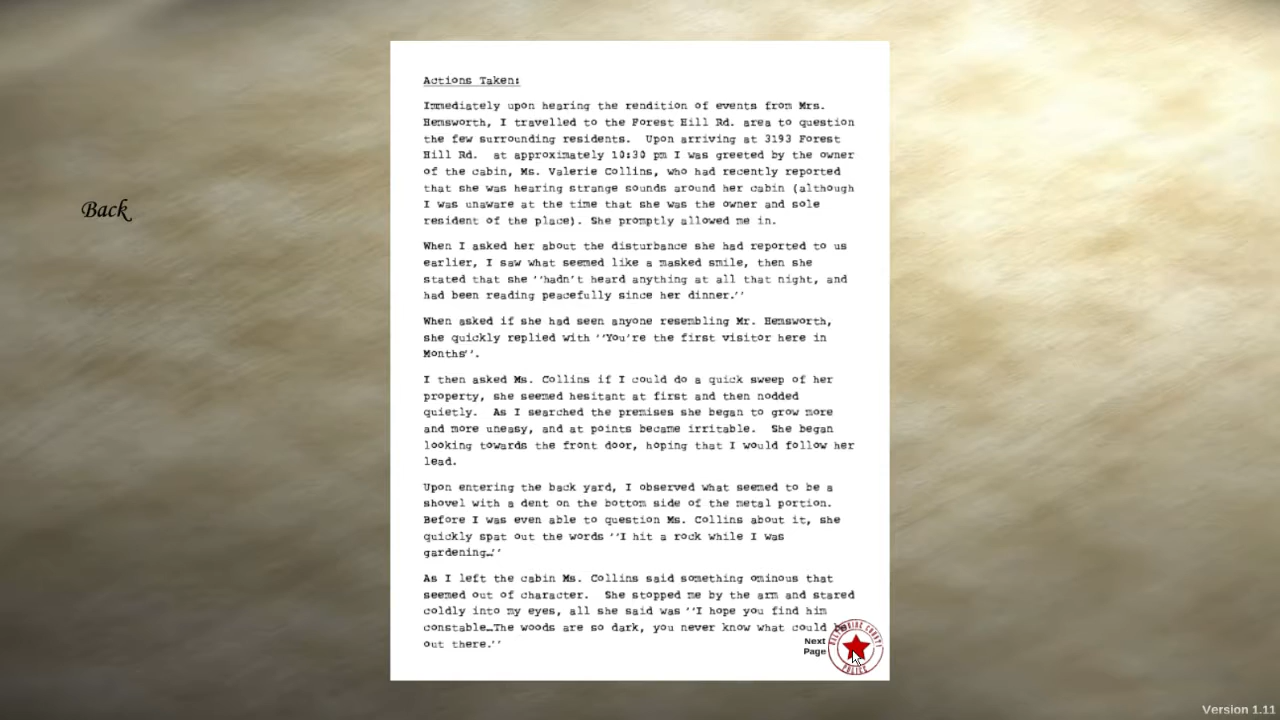 Actions Taken:
Immediately upon hearing the rendition of events from Mrs.
Hemsworth, I travelled to the Forest Hill Rd. area to question
the few surrounding residents.  Upon arriving at 3193 Forest
Hill Rd.  at approximately 10:30 pm I was greeted by the owner
of the cabin, Ms. Valerie Collins, who had recently reported
that she was hearing strange sounds around her cabin (although
I was unaware at the time that she was the owner and sole
resident of the place). She promptly allowed me in.
When I asked her about the disturbance she had reported to us
earlier, I saw what seemed like a masked smile, then she
stated that she ''hadn't heard anything at all that night, and
had been reading peacefully since her dinner.''
When asked if she had seen anyone resembling Mr. Hemsworth,
she quickly replied with ''You're the first visitor here in
Months''.
I then asked Ms. Collins if I could do a quick sweep of her
property, she seemed hesitant at first and then nodded
quietly.  As I searched the premises she began to grow more
and more uneasy, and at points became irritable.  She began
looking towards the front door, hoping that I would follow her
lead.
Upon entering the back yard, I observed what seemed to be a
shovel with a dent on the bottom side of the metal portion.
Before I was even able to question Ms. Collins about it, she
quickly spat out the words ''I hit a rock while I was
gardening…''
As I left the cabin Ms. Collins said something ominous that
seemed out of character.  She stopped me by the arm and stared
coldly into my eyes, all she said was ''I hope you find him
constable…The woods are so dark, you never know what could be
out there.''
Back
Next
Page
COUNTY
POLICE
Version 1.11